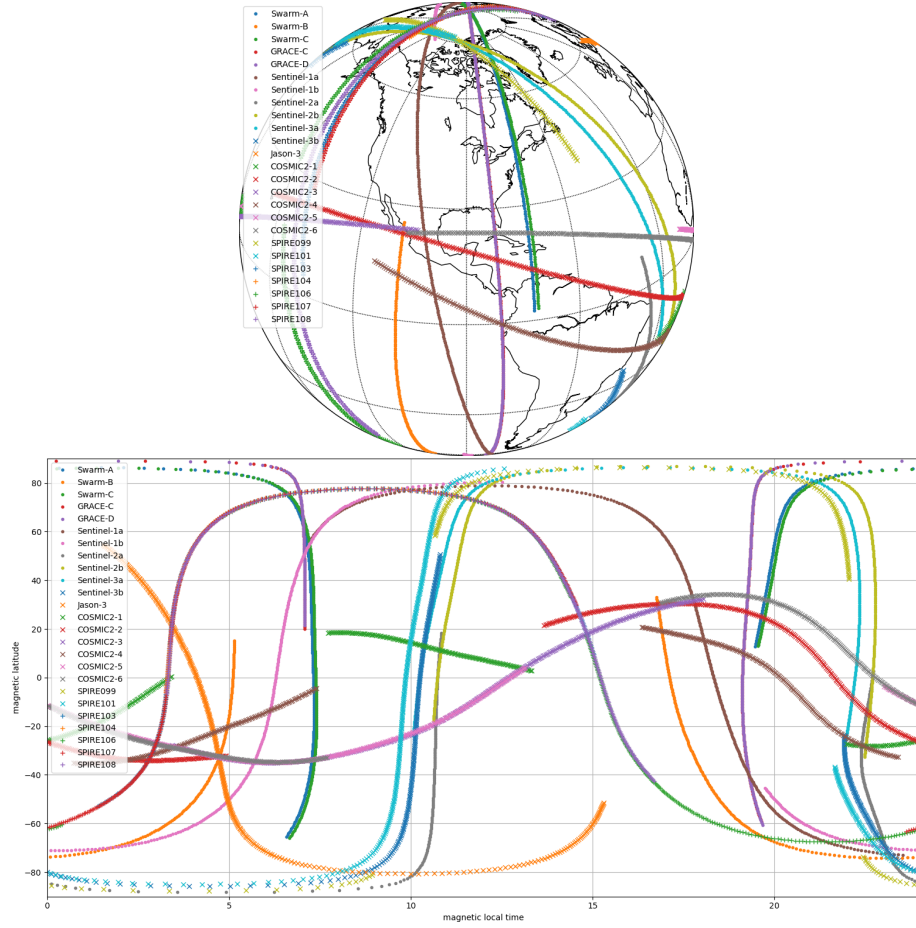 Swarm-A
Swarm-B
Swarm-C
GRACE-C
GRACE-D
Sentinel-1a
Sentinel-1b
Sentinel-2a
Sentinel-2b
Sentinel-3a
Sentinel-3b
Jason-3
COSMIC2-1
COSMIC2-2
COSMIC2-3
COSMIC2-4
COSMIC2-5
COSMIC2-6
SPIRE099
SPIRE101
SPIRE103
SPIRE104
SPIRE106
SPIRE107
SPIRE108
magnetic latitude
80
60
40
20
0
−20
−40
−60
−80
Swarm-A
Swarm-B
Swarm-C
GRACE-C
GRACE-D
Sentinel-1a
Sentinel-1b
Sentinel-2a
Sentinel-2b
Sentinel-3a
Sentinel-3b
Jason-3
COSMIC2-1
COSMIC2-2
COSMIC2-3
COSMIC2-4
COSMIC2-5
COSMIC2-6
SPIRE099
SPIRE101
SPIRE103
SPIRE104
SPIRE106
SPIRE107
SPIRE108
0 5 10 15 20
magnetic local time